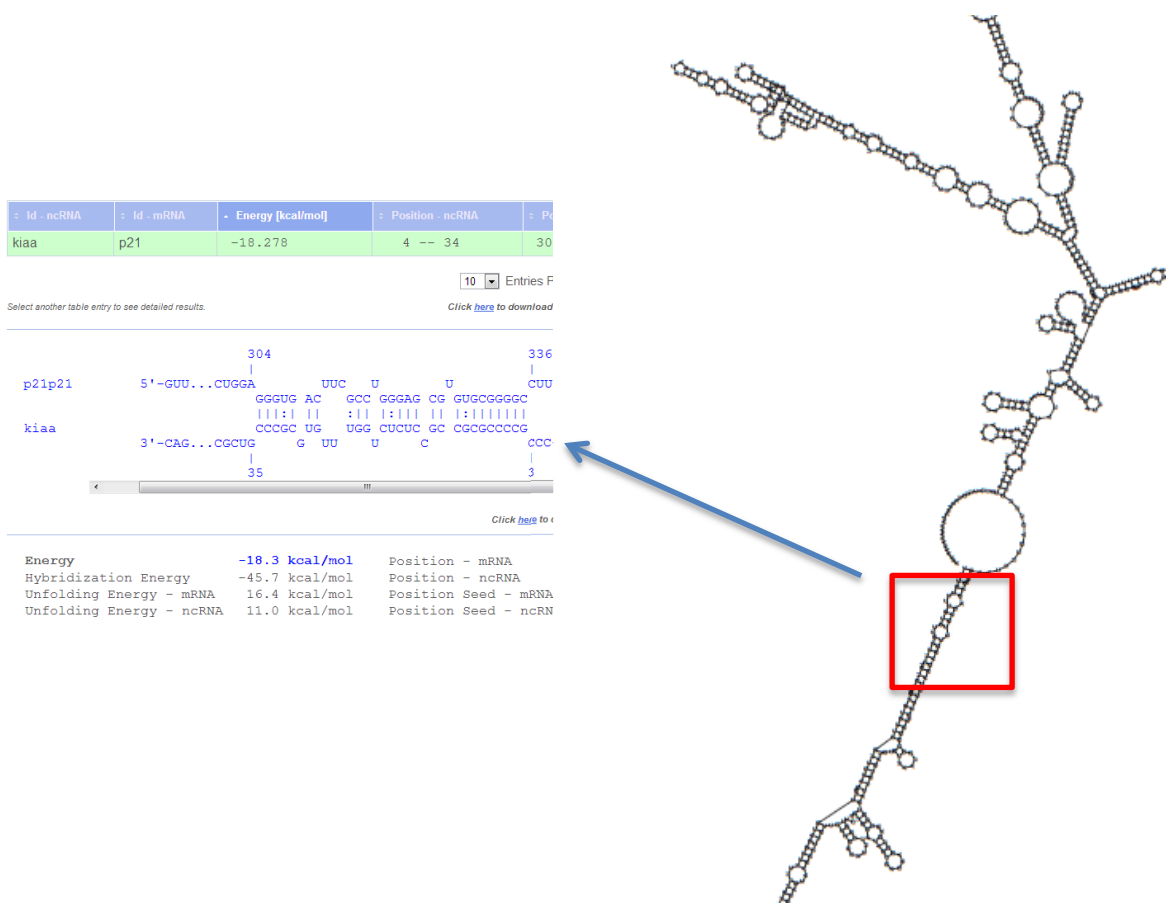 Id - ncRNA Id - mRNA Energy [kcal/mol] Position - ncRNA
kiaa p21 -18.278 4 -- 34 30
10 Entries
Select another table entry to see detailed results. Click here to download
304 336
| |
p21p21 5'-GUU...CUGGA UUC U U CUU
GGGUG AC GCC GGGAG CG GUGCGGGGC
|||:| || :|| |:||| || |:|||||||
kiaa CCCGC UG UGG CUCUC GC CGCGCCCCG
3'-CAG...CGCUG G UU U C CCC
| |
35 3
Click here to
Energy -18.3 kcal/mol Position - mRNA
Hybridization Energy -45.7 kcal/mol Position - ncRNA
Unfolding Energy - mRNA 16.4 kcal/mol Position Seed - mRNA
Unfolding Energy - ncRNA 11.0 kcal/mol Position Seed - ncRN